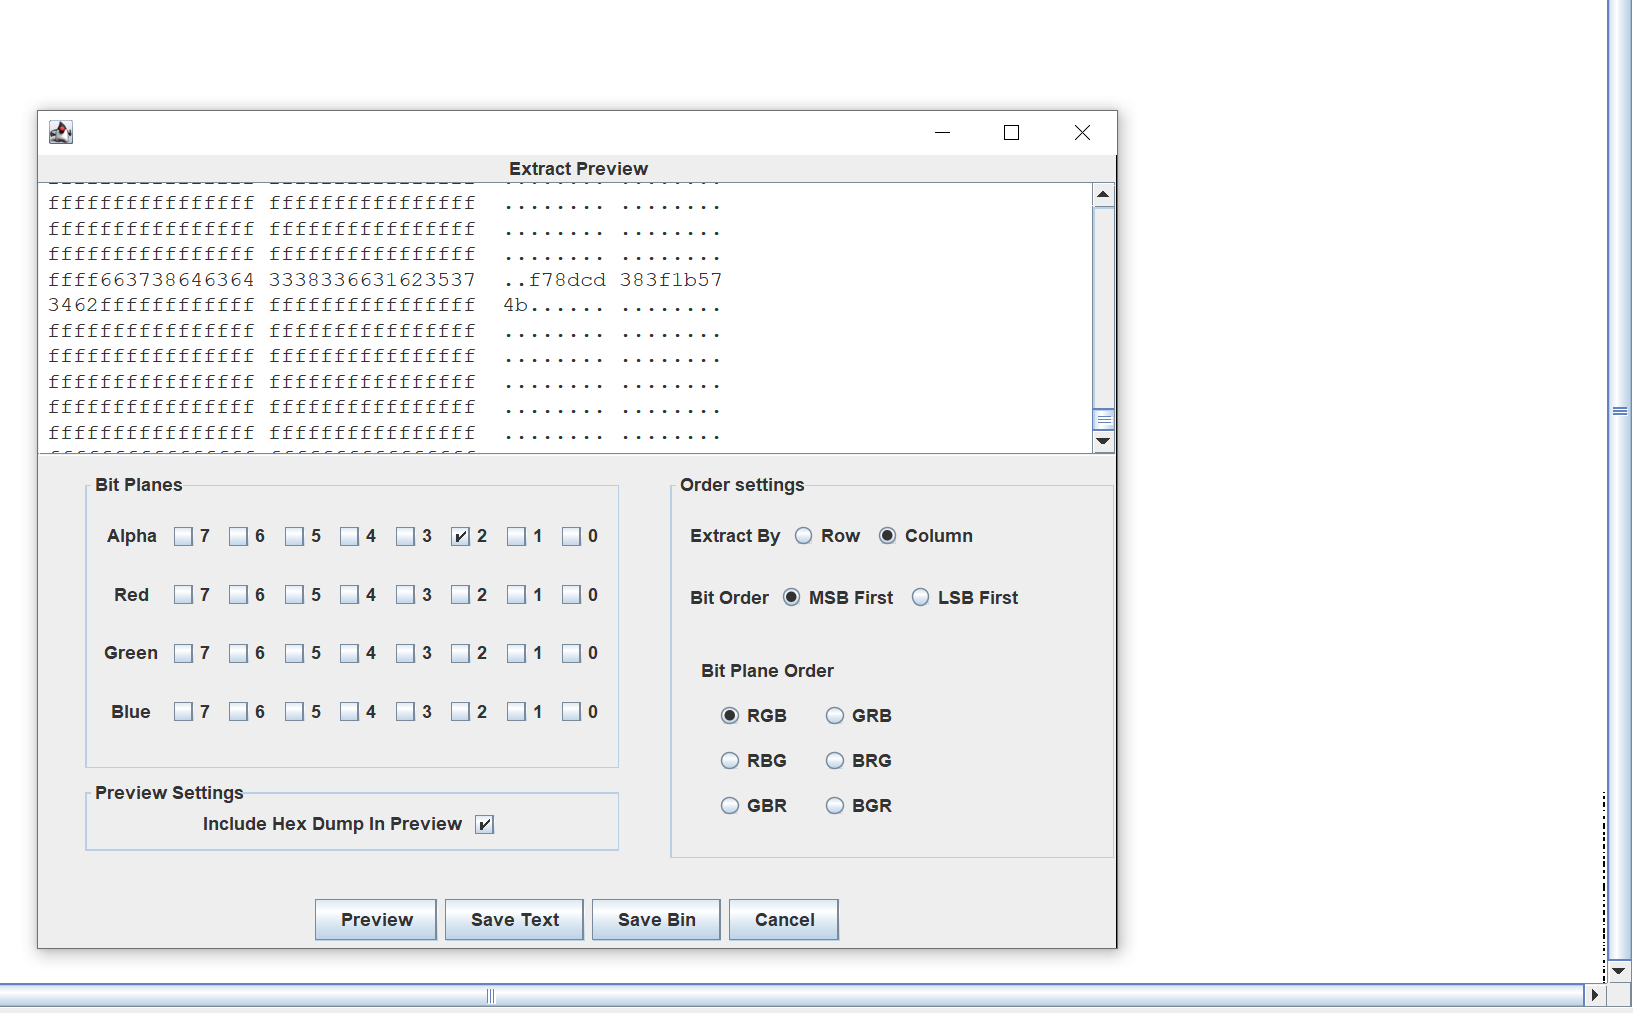 Extract Preview
ffffffffffffffff ffffffffffffffff ........ ........
ffffffffffffffff ffffffffffffffff ........ ........
ffffffffffffffff ffffffffffffffff ........ ........
ffff663738646364 3338336631623537 ..f78dcd 383f1b57
3462ffffffffffff ffffffffffffffff 4b...... ........
ffffffffffffffff ffffffffffffffff ........ ........
ffffffffffffffff ffffffffffffffff ........ ........
ffffffffffffffff ffffffffffffffff ........ ........
ffffffffffffffff ffffffffffffffff ........ ........
ffffffffffffffff ffffffffffffffff ........ ........
Bit Planes
Alpha 7 6 5 4 3 2 1 0
Red 7 6 5 4 3 2 1 0
Green 7 6 5 4 3 2 1 0
Blue 7 6 5 4 3 2 1 0
Preview Settings
Include Hex Dump In Preview
Order settings
Extract By Row Column
Bit Order MSB First LSB First
Bit Plane Order
RGB GRB
RBG BRG
GBR BGR
Preview Save Text Save Bin Cancel